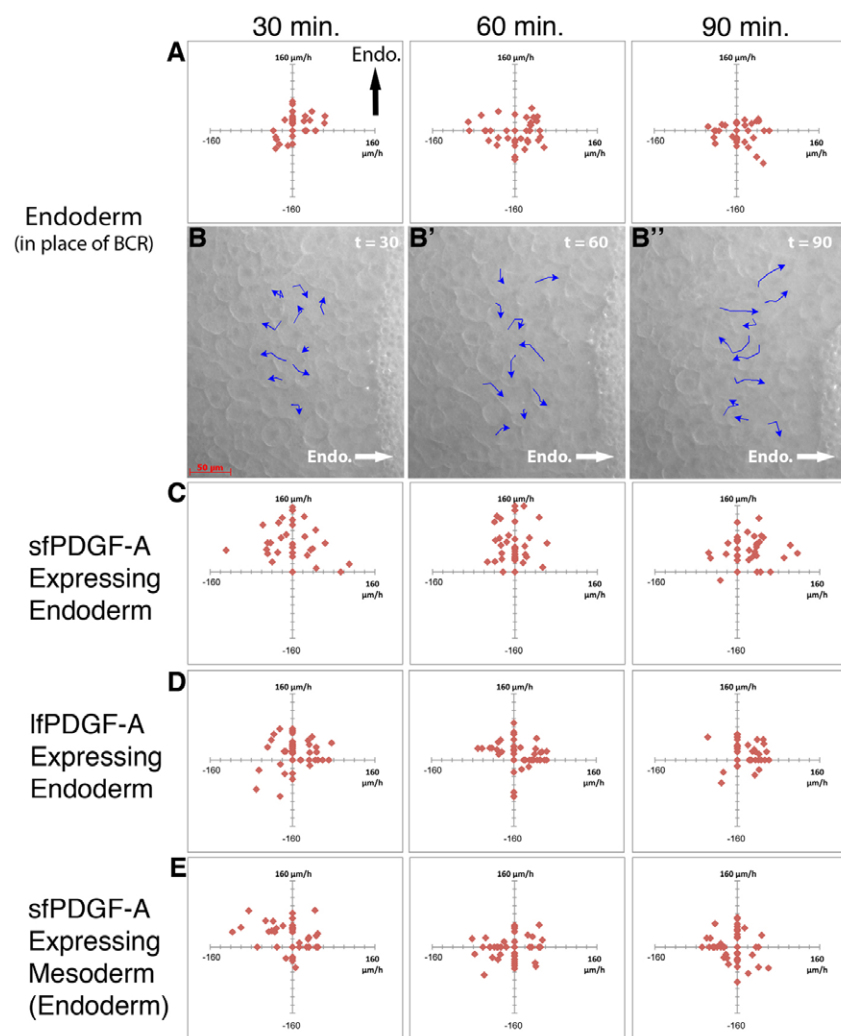 30 min.
60 min.
90 min.
A
160 µm/h
Endo.
-160
160
µm/h
-160
160 µm/h
-160
160
µm/h
-160
160 µm/h
-160
160
µm/h
-160
Endoderm
(in place of BCR)
B
t = 30
50 µm
Endo.
B'
t = 60
Endo.
B''
t = 90
Endo.
C
sfPDGF-A
Expressing
Endoderm
160 µm/h
-160
160
µm/h
-160
160 µm/h
-160
160
µm/h
-160
160 µm/h
-160
160
µm/h
-160
D
lfPDGF-A
Expressing
Endoderm
160 µm/h
-160
160
µm/h
-160
160 µm/h
-160
160
µm/h
-160
160 µm/h
-160
160
µm/h
-160
E
sfPDGF-A
Expressing
Mesoderm
(Endoderm)
160 µm/h
-160
160
µm/h
-160
160 µm/h
-160
160
µm/h
-160
160 µm/h
-160
160
µm/h
-160